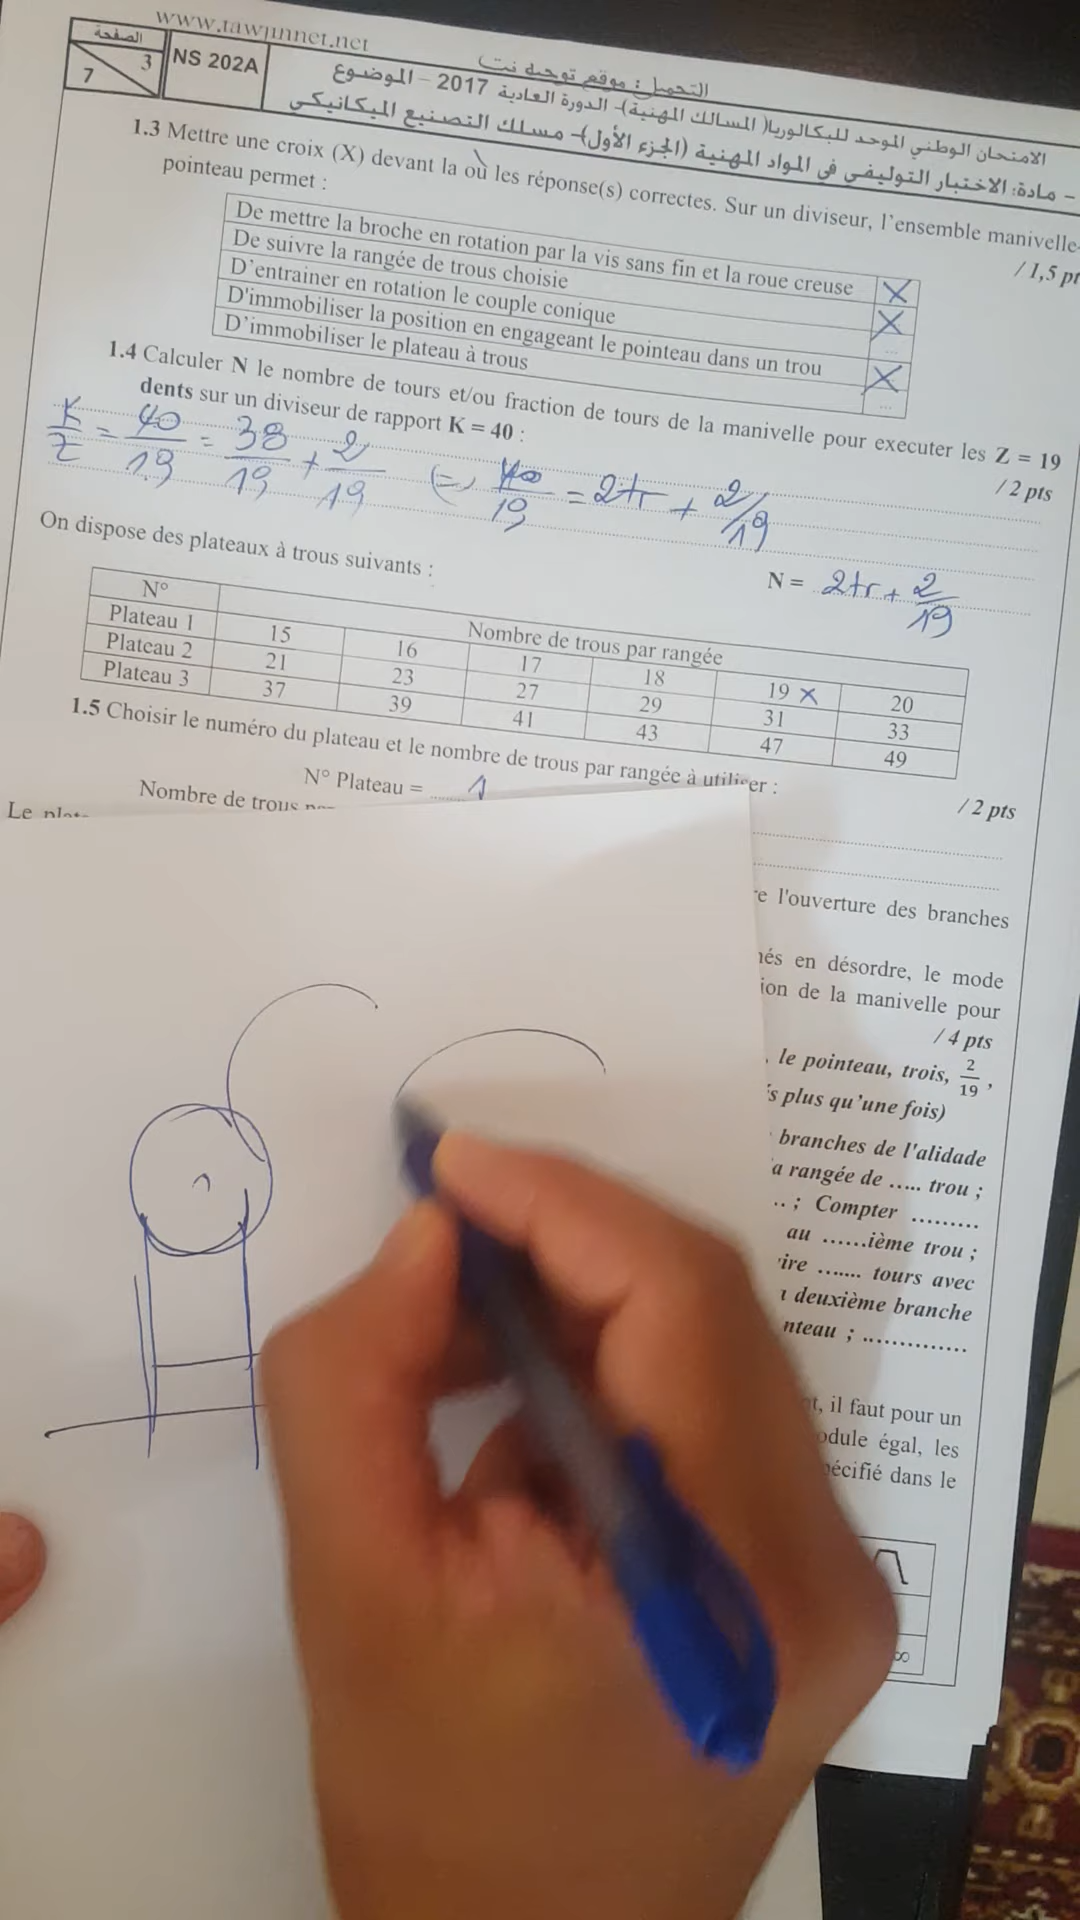 www.tawjihnet.net
الصفحة
3
7
NS 202A
التحميل : موقع توجيه نت
الامتحان الوطني الموحد للبكالوريا (المسالك المهنية)- الدورة العادية 2017 - الموضوع
- مادة: الاختبار التوليفي في المواد المهنية (الجزء الأول)- مسلك التصنيع الميكانيكي
1.3 Mettre une croix (X) devant la où les réponse(s) correctes. Sur un diviseur, l'ensemble manivelle-
pointeau permet :
/ 1,5 pt
De mettre la broche en rotation par la vis sans fin et la roue creuse X
De suivre la rangée de trous choisie X
D'entrainer en rotation le couple conique ...
D'immobiliser la position en engageant le pointeau dans un trou X
D'immobiliser le plateau à trous ...
1.4 Calculer N le nombre de tours et/ou fraction de tours de la manivelle pour executer les Z = 19
dents sur un diviseur de rapport K = 40 :
/ 2 pts
K/Z = 40/19 = 38/19 + 2/19 (=) 40/19 = 2tr + 2/19
N = 2tr + 2/19
On dispose des plateaux à trous suivants :
N° Nombre de trous par rangée
Plateau 1 15 16 17 18 19 X 20
Plateau 2 21 23 27 29 31 33
Plateau 3 37 39 41 43 47 49
1.5 Choisir le numéro du plateau et le nombre de trous par rangée à utiliser :
/ 2 pts
N° Plateau = 1
Nombre de trous
Le
l'ouverture des branches
en désordre, le mode
de la manivelle pour
/ 4 pts
le pointeau, trois, 2/19 ,
plus qu'une fois)
branches de l'alidade
rangée de ..... trou ;
..; Compter .........
au ......ième trou ;
....... tours avec
deuxième branche
; ..............
il faut pour un
égal, les
dans le
∞